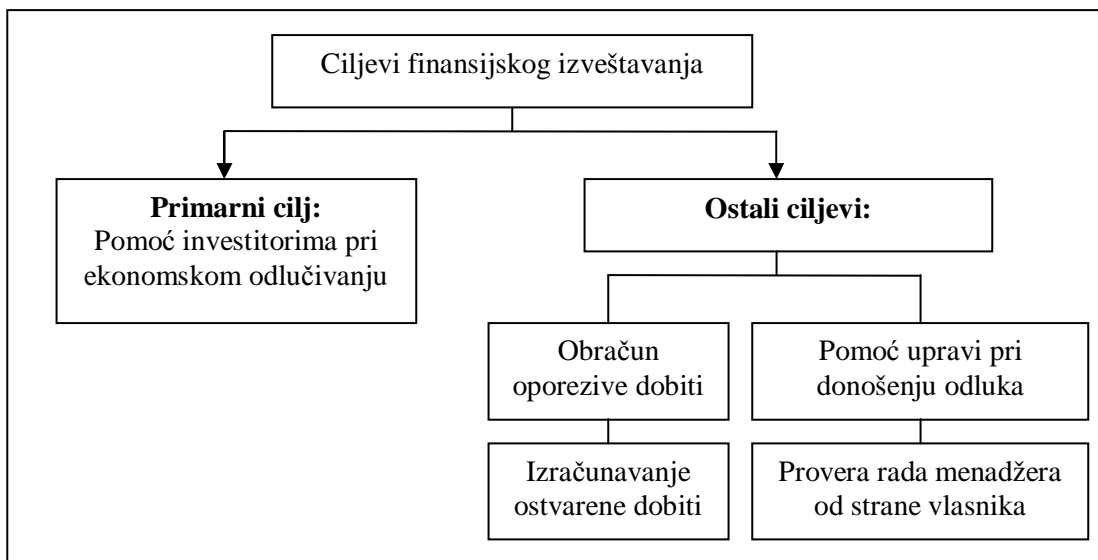 Ciljevi finansijskog izveštavanja
Primarni cilj:
Pomoć investitorima pri
ekonomskom odlučivanju
Ostali ciljevi:
Obračun
oporezive dobiti
Pomoć upravi pri
donošenju odluka
Izračunavanje
ostvarene dobiti
Provera rada menadžera
od strane vlasnika